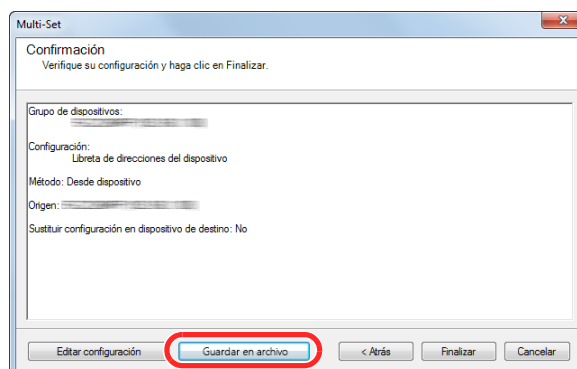 Multi-Set
Confirmación
Verifique su configuración y haga clic en Finalizar.
Grupo de dispositivos:
Configuración:
Libreta de direcciones del dispositivo
Método: Desde dispositivo
Origen:
Sustituir configuración en dispositivo de destino: No
Editar configuración
Guardar en archivo
< Atrás
Finalizar
Cancelar